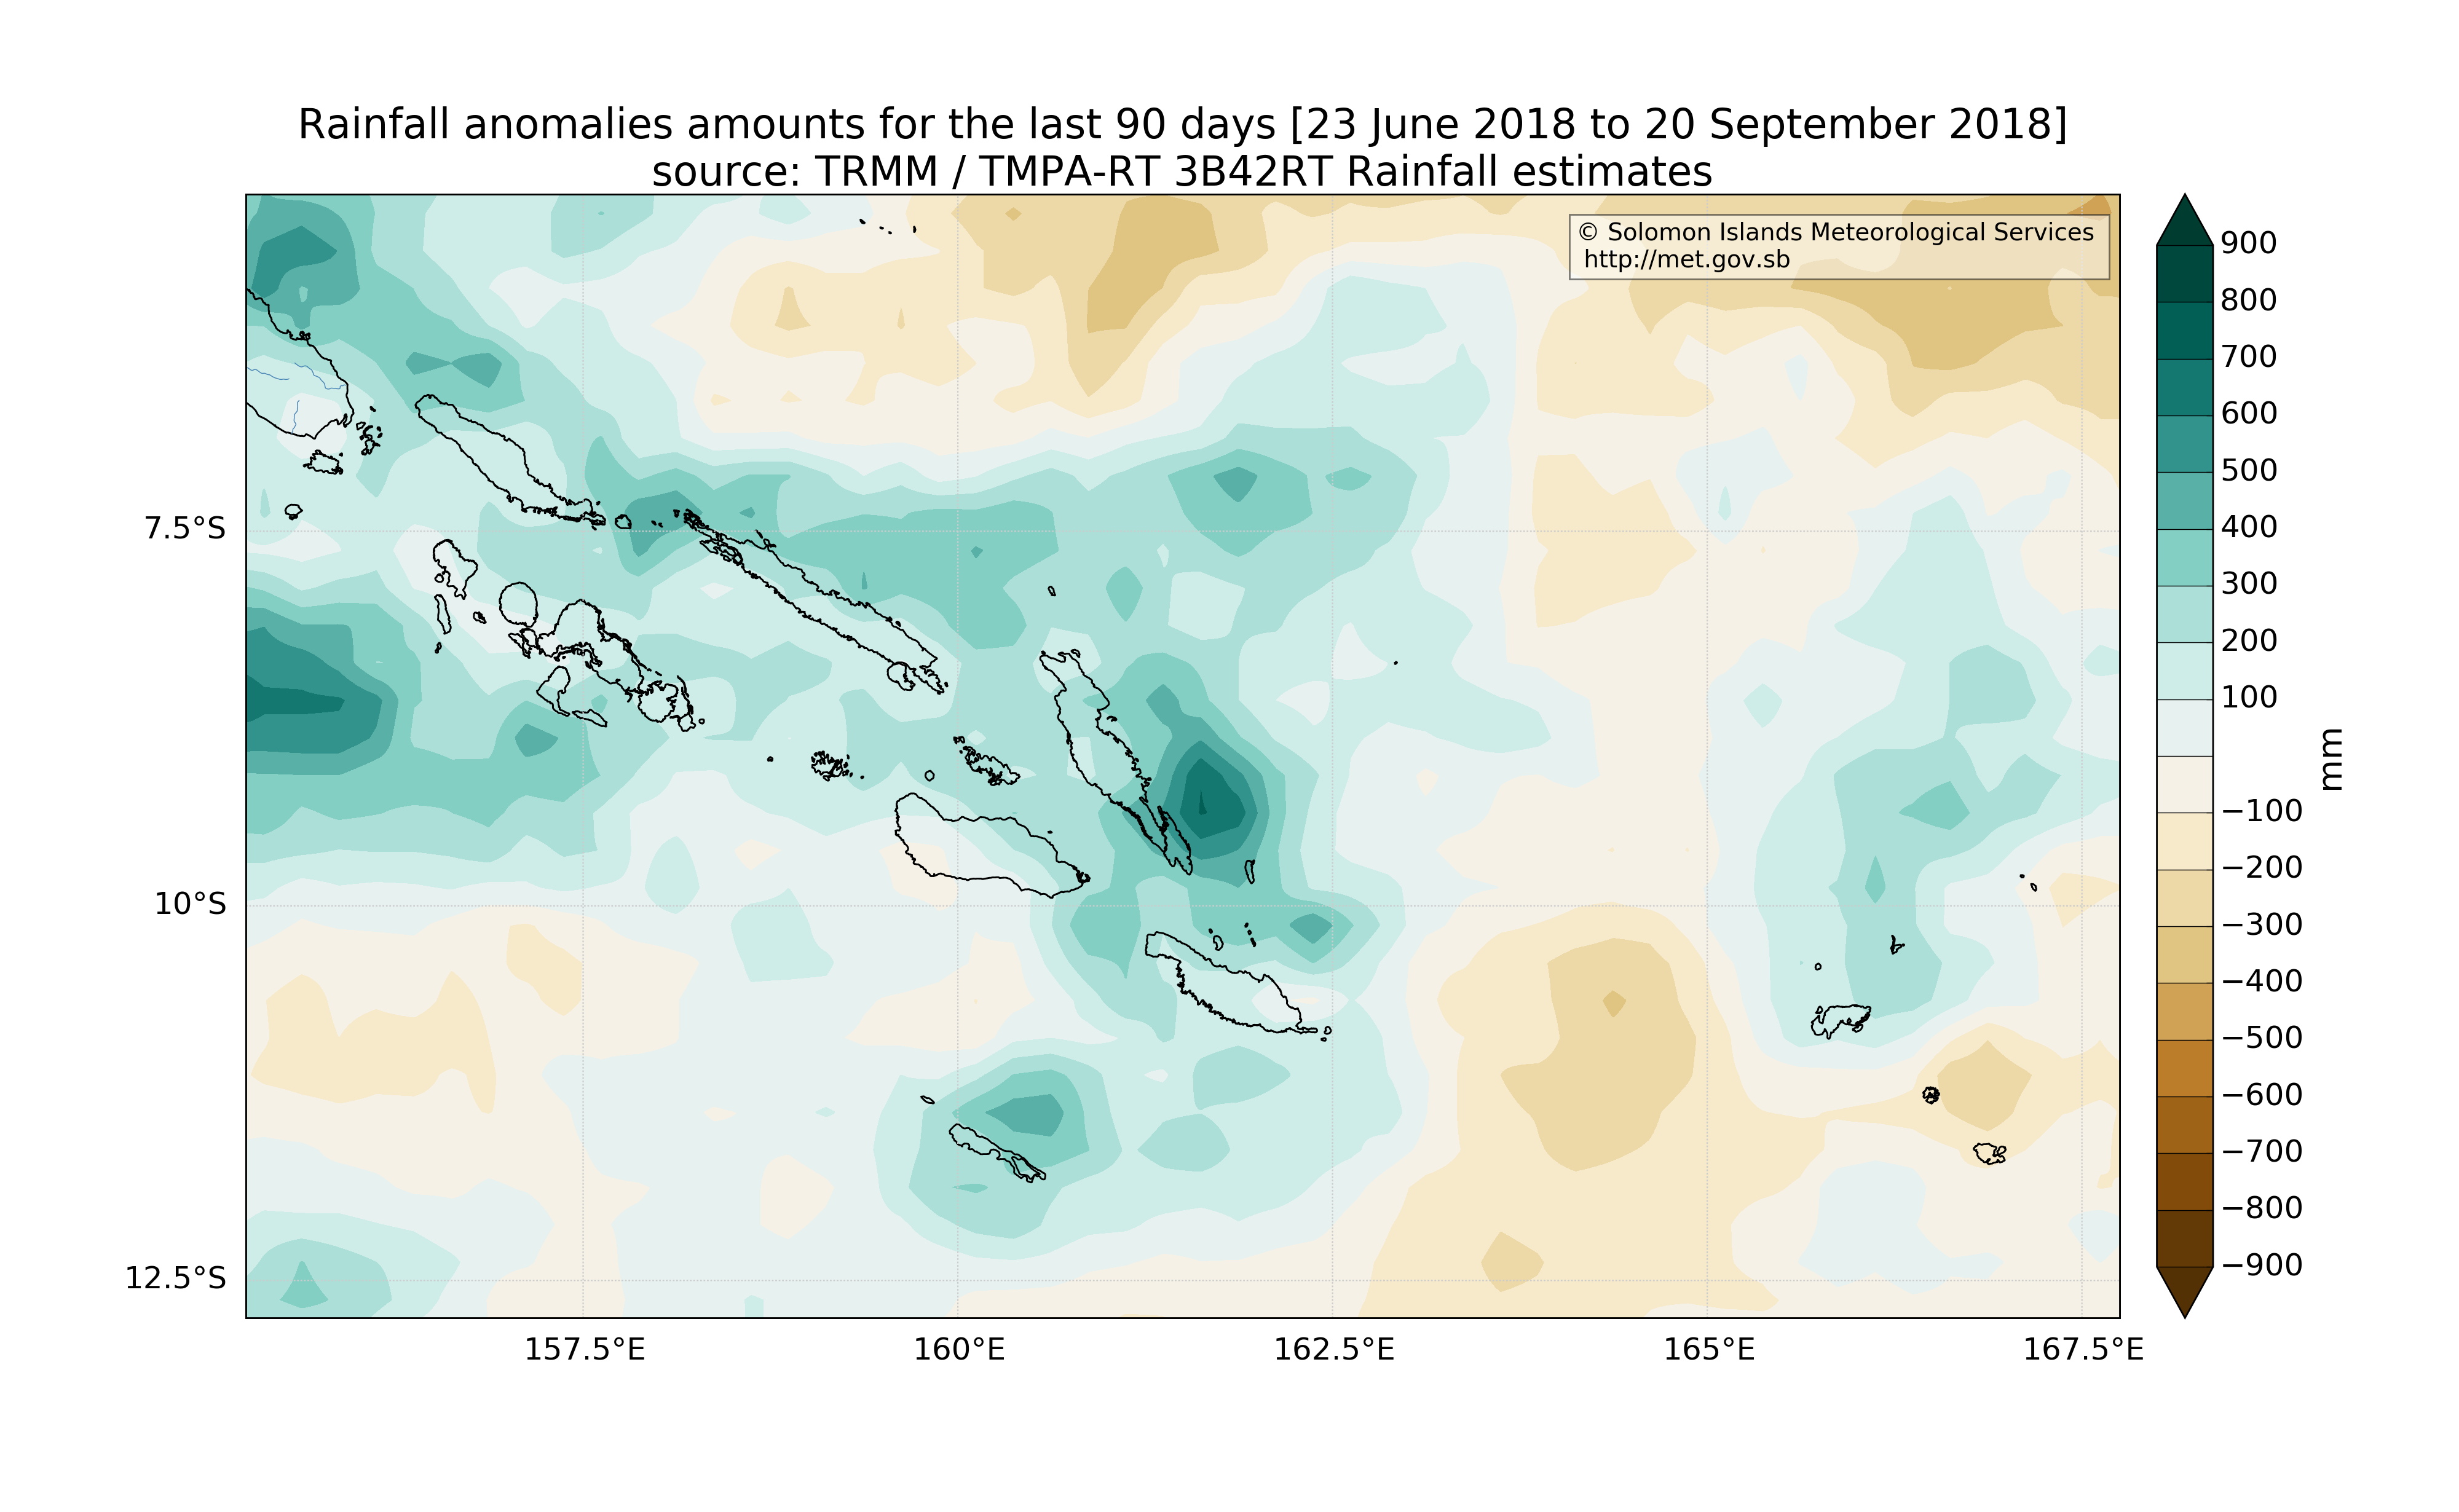 Rainfall anomalies amounts for the last 90 days [23 June 2018 to 20 September 2018]
source: TRMM / TMPA-RT 3B42RT Rainfall estimates
© Solomon Islands Meteorological Services
http://met.gov.sb
7.5°S
10°S
12.5°S
157.5°E
160°E
162.5°E
165°E
167.5°E
900
800
700
600
500
400
300
200
100
−100
−200
−300
−400
−500
−600
−700
−800
−900
mm